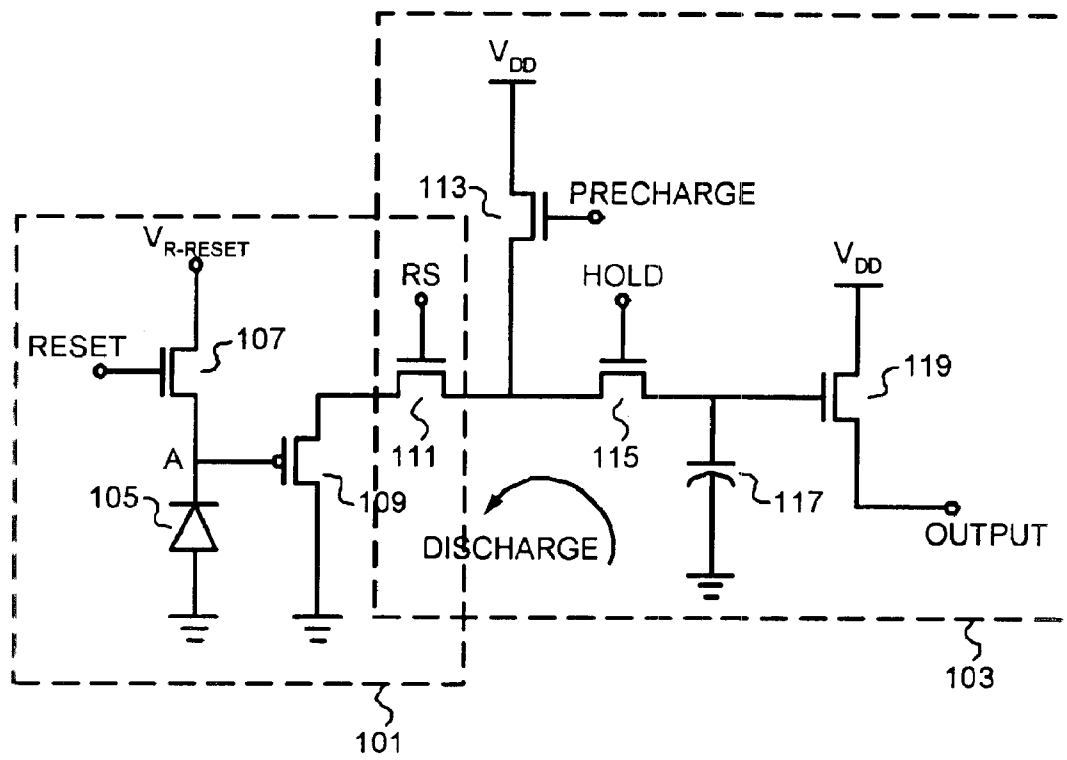 V_DD
113
PRECHARGE
V_R-RESET
RS
HOLD
V_DD
RESET
107
119
111
115
A
105
109
117
DISCHARGE
OUTPUT
103
101